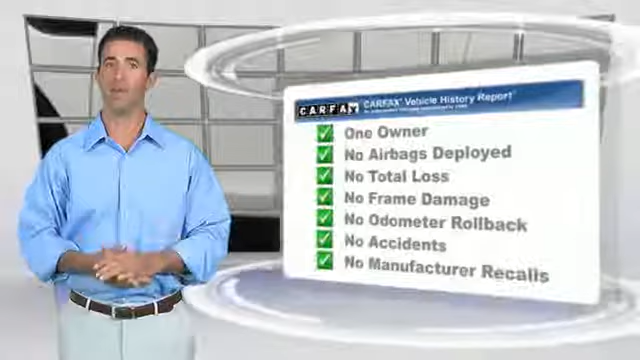 CARFAX CARFAX® Vehicle History Report™
One Owner
No Airbags Deployed
No Total Loss
No Frame Damage
No Odometer Rollback
No Accidents
No Manufacturer Recalls